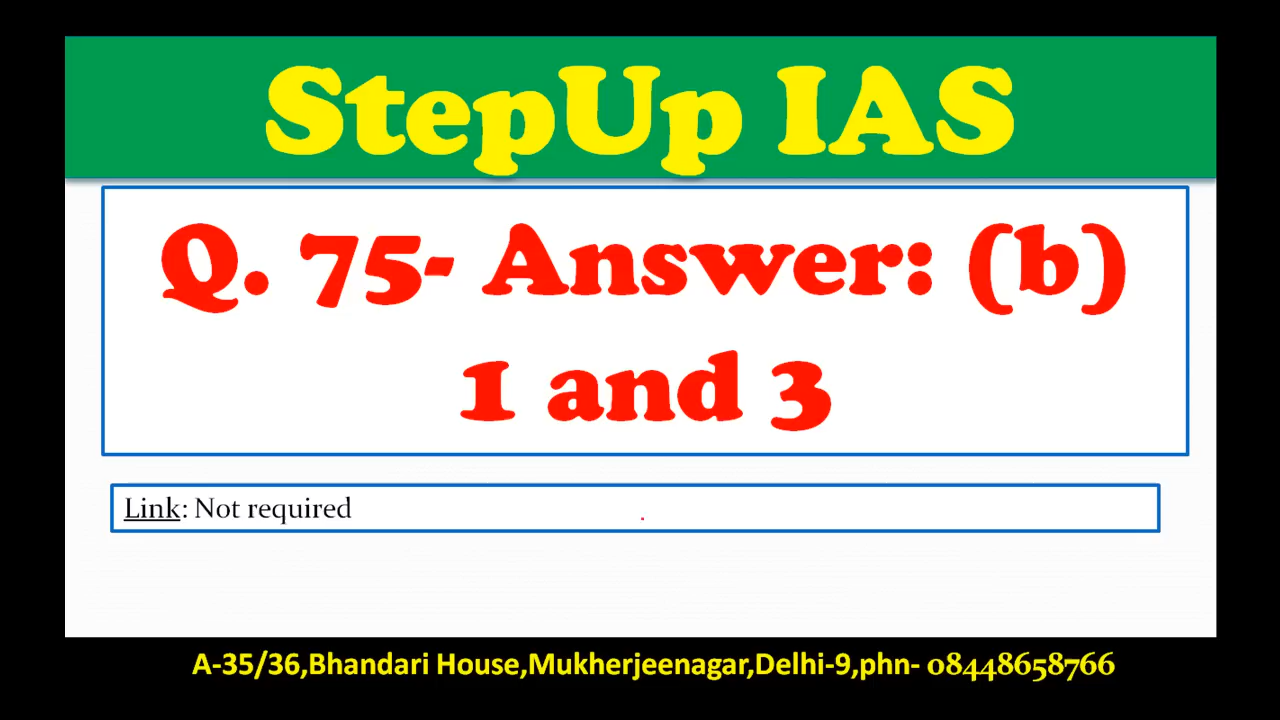 StepUp IAS
Q. 75- Answer: (b)
1 and 3
Link: Not required
A-35/36,Bhandari House,Mukherjeenagar,Delhi-9,phn- 08448658766